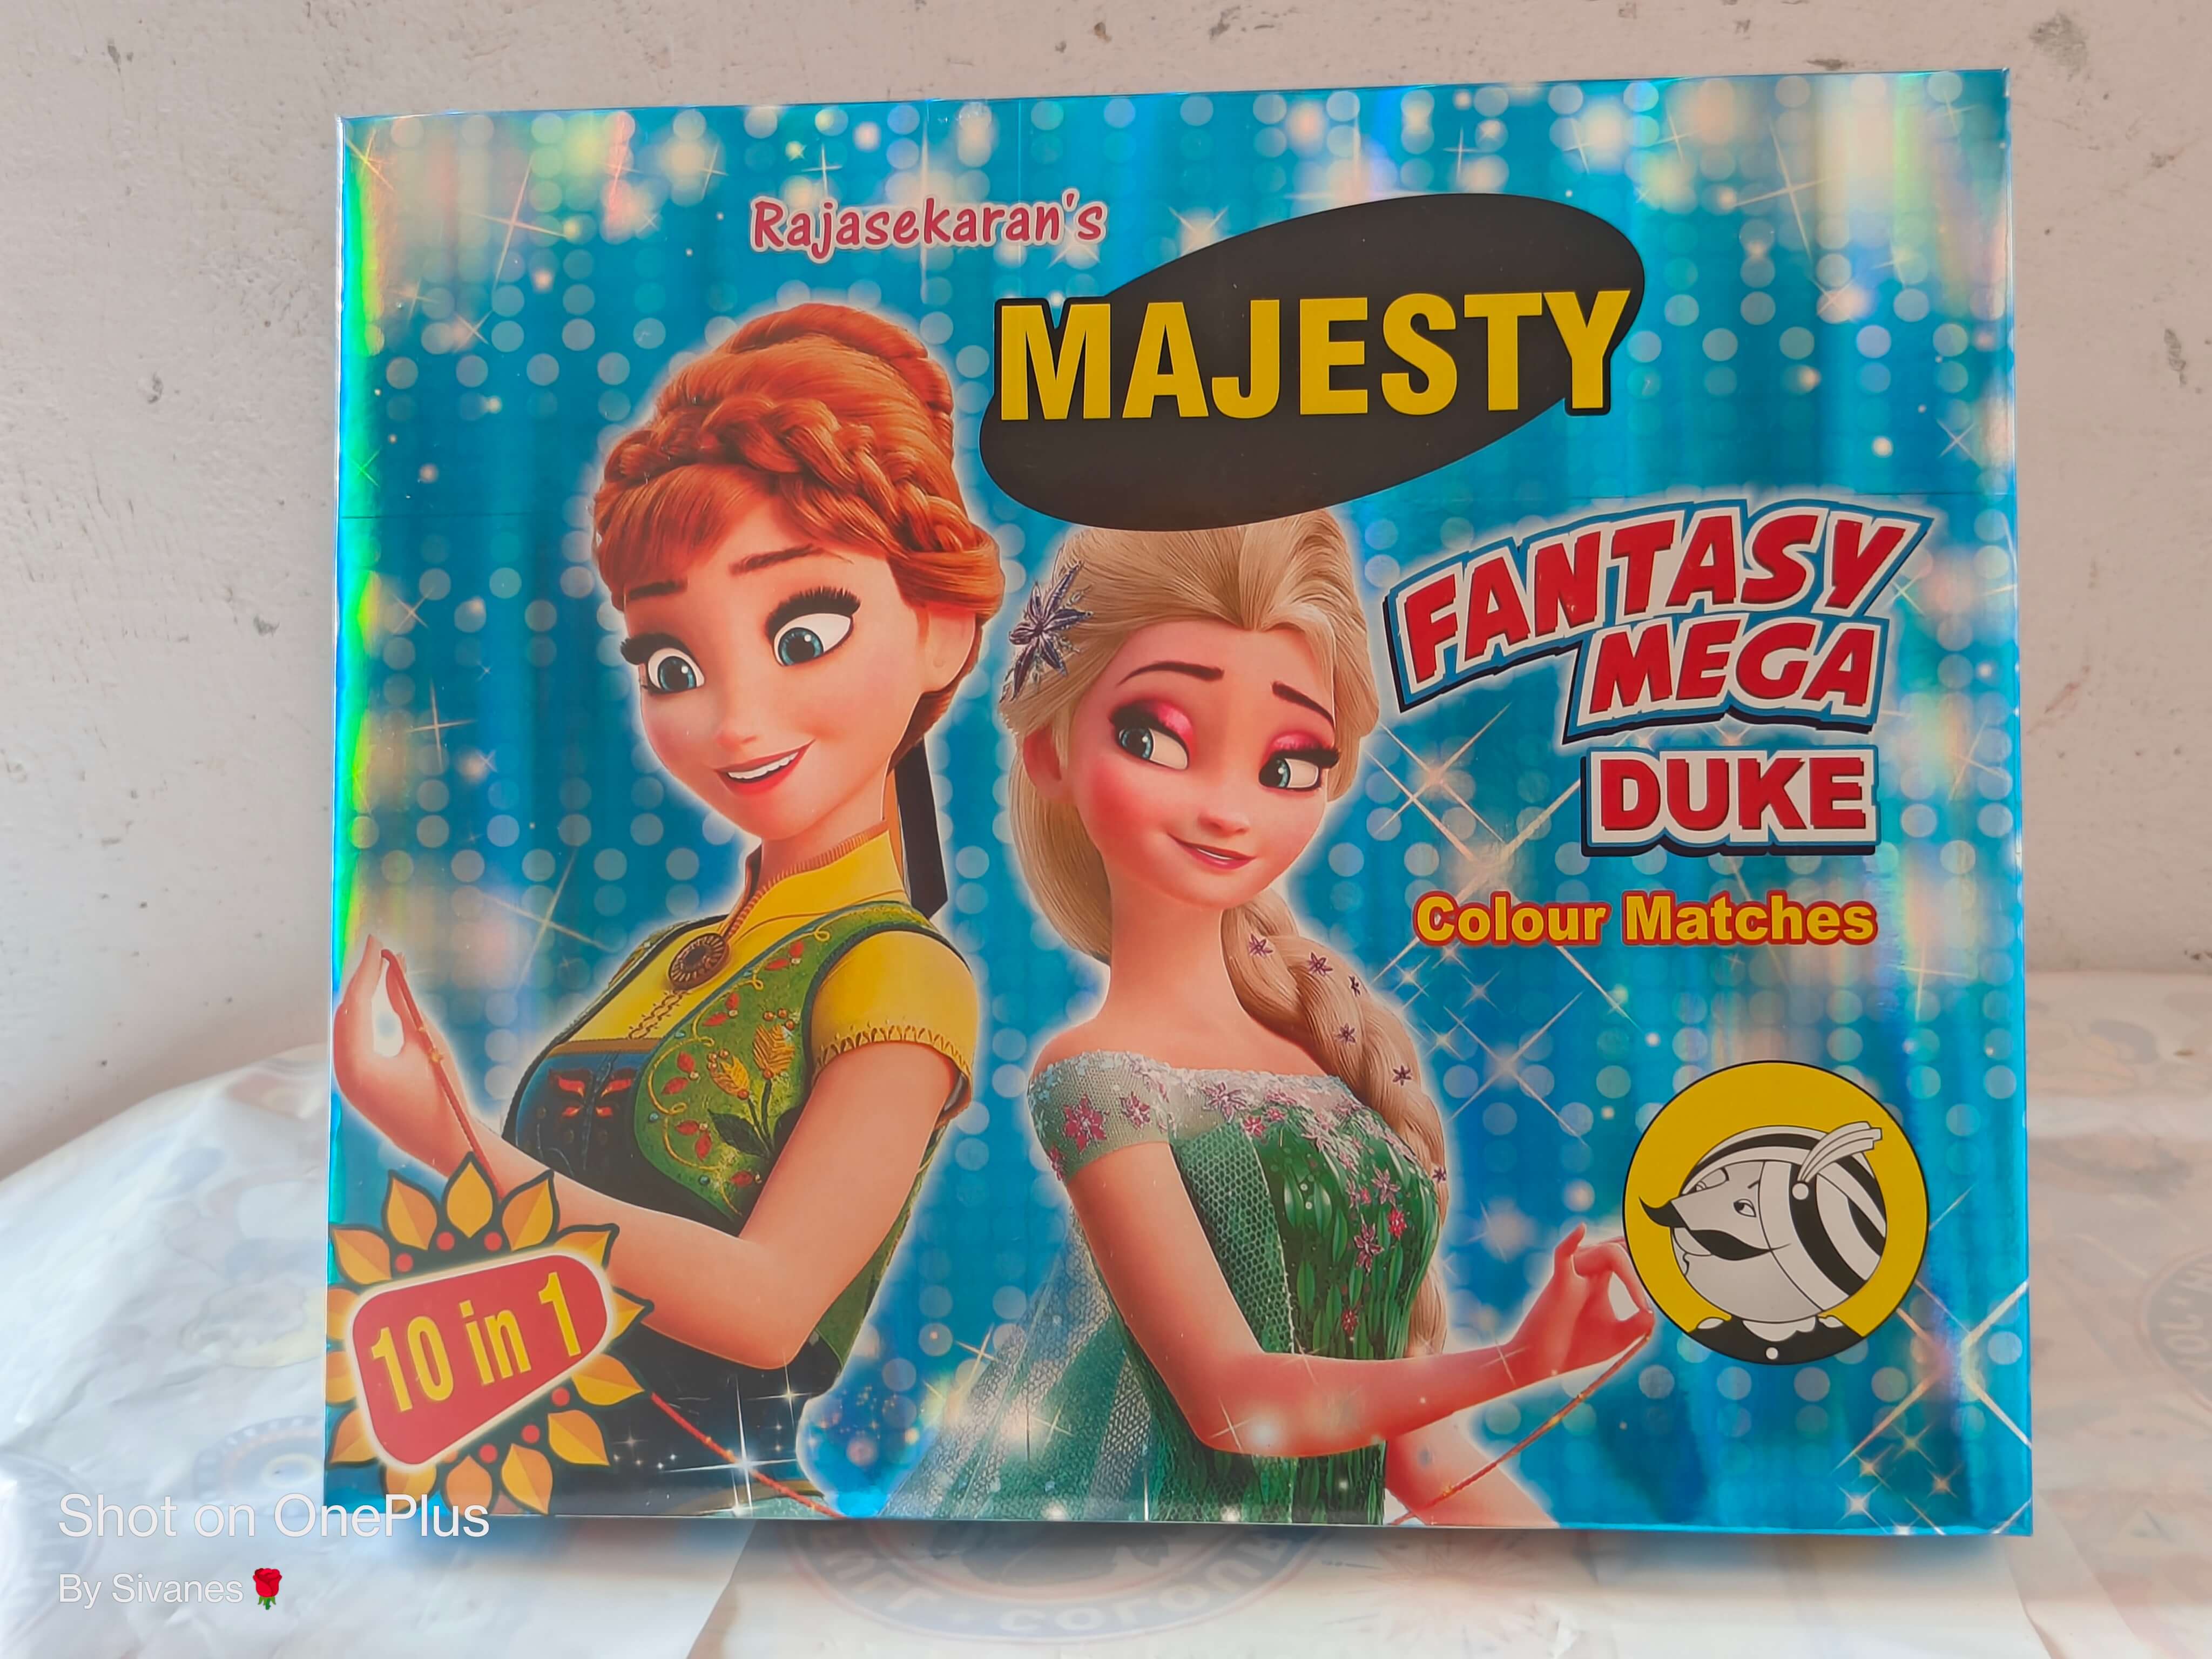 Rajasekaran's
MAJESTY
FANTASY
MEGA
DUKE
Colour Matches
10 in 1
Shot on OnePlus
By Sivanes🌹